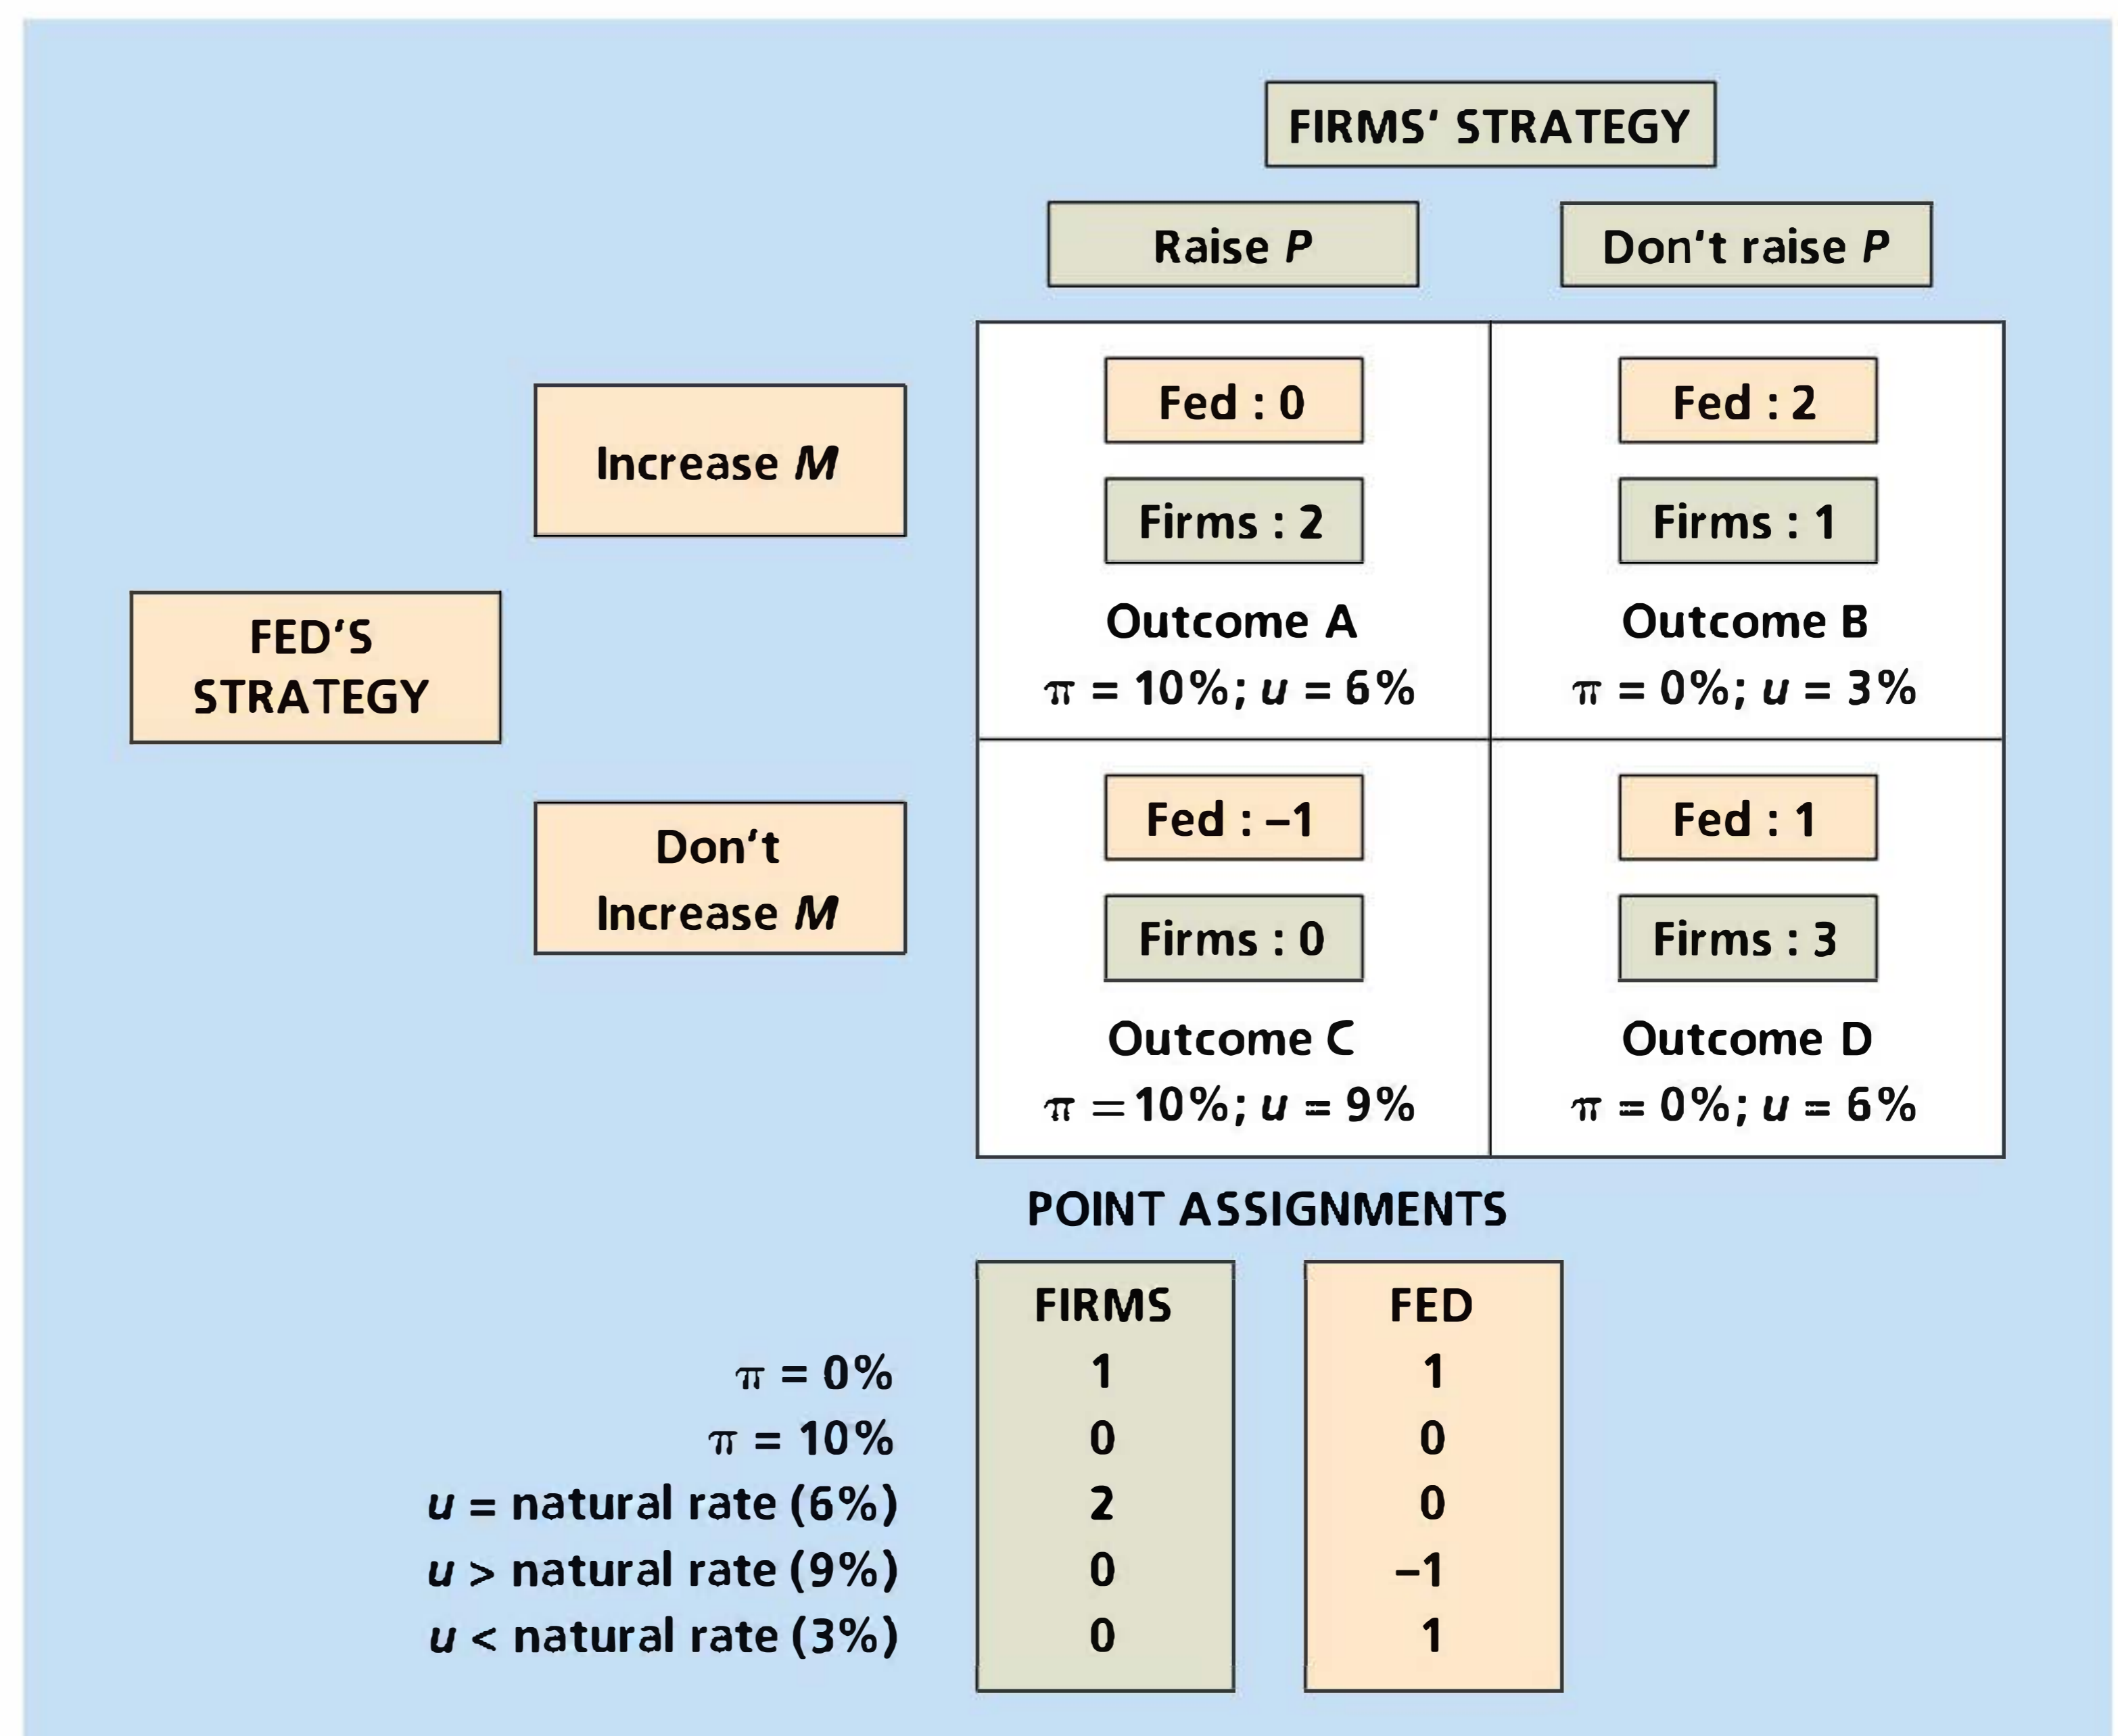 FIRMS' STRATEGY
Raise P
Don't raise P
FED'S
STRATEGY
Increase M
Fed : 0
Firms : 2
Outcome A
π = 10%; u = 6%
Fed : 2
Firms : 1
Outcome B
π = 0%; u = 3%
Don't
Increase M
Fed : –1
Firms : 0
Outcome C
π = 10%; u = 9%
Fed : 1
Firms : 3
Outcome D
π = 0%; u = 6%
POINT ASSIGNMENTS
FIRMS FED
π = 0% 1 1
π = 10% 0 0
u = natural rate (6%) 2 0
u > natural rate (9%) 0 –1
u < natural rate (3%) 0 1